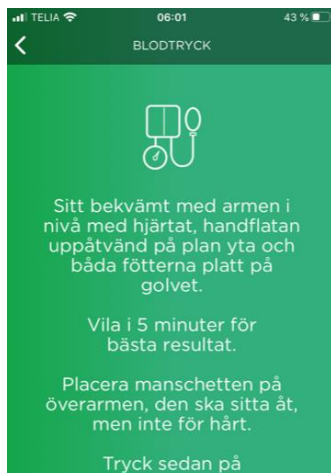 TELIA 06:01 43 %
BLODTRYCK
Sitt bekvämt med armen i
nivå med hjärtat, handflatan
uppåtvänd på plan yta och
båda fötterna platt på
golvet.
Vila i 5 minuter för
bästa resultat.
Placera manschetten på
överarmen, den ska sitta åt,
men inte för hårt.
Tryck sedan på